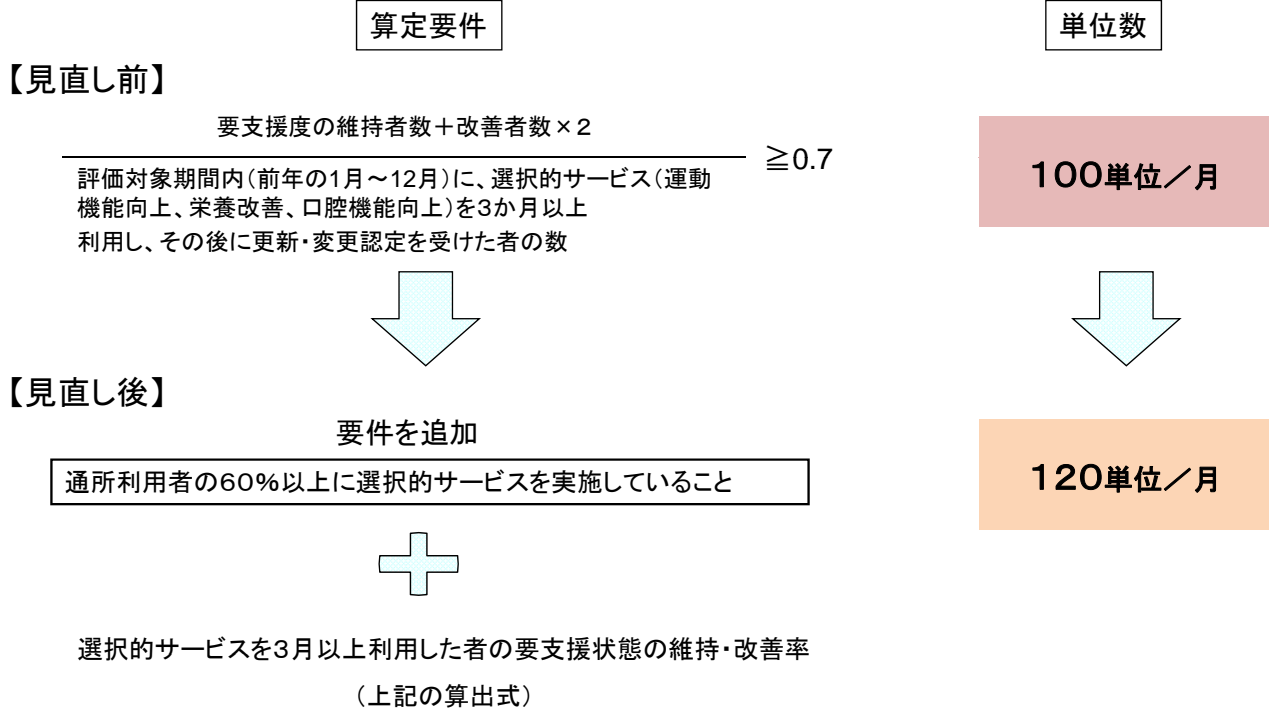 算定要件
単位数
【見直し前】
要支援度の維持者数＋改善者数×２
≧0.7
評価対象期間内（前年の1月～12月）に、選択的サービス（運動
機能向上、栄養改善、口腔機能向上）を3か月以上
利用し、その後に更新・変更認定を受けた者の数
１００単位／月
【見直し後】
要件を追加
通所利用者の６０％以上に選択的サービスを実施していること
１２０単位／月
選択的サービスを３月以上利用した者の要支援状態の維持・改善率
（上記の算出式）